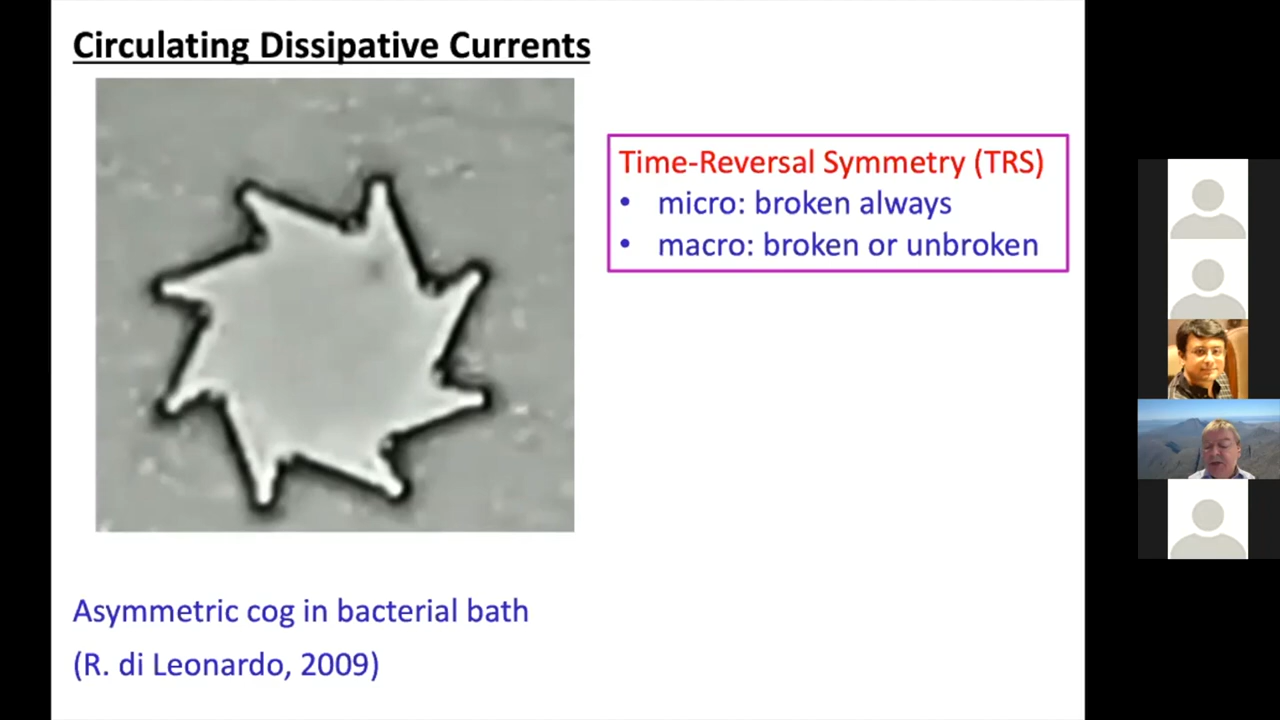 Circulating Dissipative Currents
Time-Reversal Symmetry (TRS)
• micro: broken always
• macro: broken or unbroken
Asymmetric cog in bacterial bath
(R. di Leonardo, 2009)